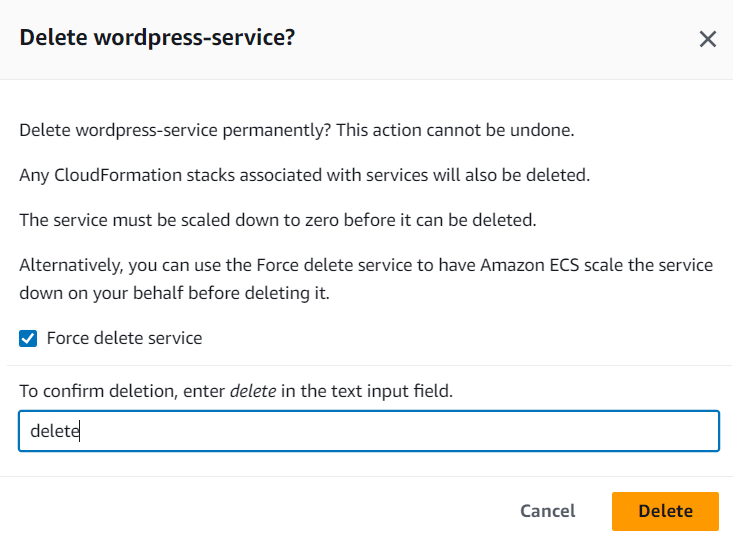 Delete wordpress-service?
Delete wordpress-service permanently? This action cannot be undone.
Any CloudFormation stacks associated with services will also be deleted.
The service must be scaled down to zero before it can be deleted.
Alternatively, you can use the Force delete service to have Amazon ECS scale the service
down on your behalf before deleting it.
Force delete service
To confirm deletion, enter delete in the text input field.
delete
Cancel
Delete